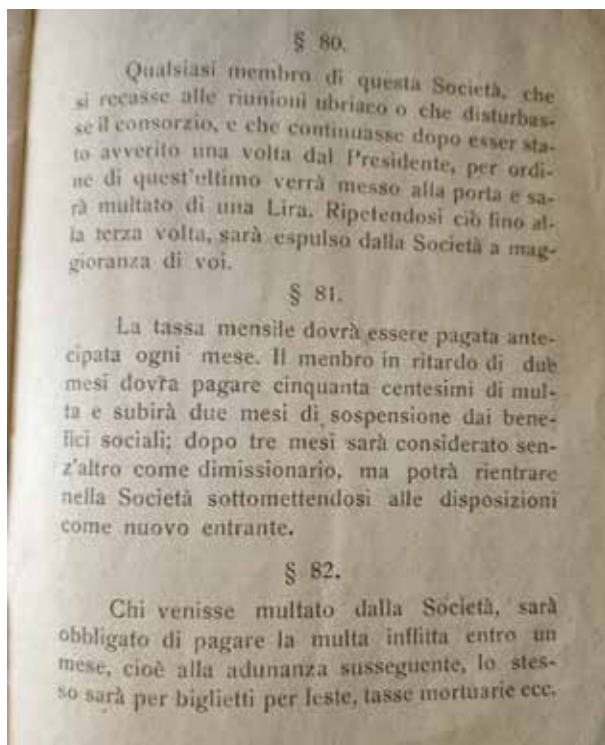 § 80.
Qualsiasi membro di questa Società, che
si recasse alle riunioni ubriaco o che disturbas-
se il consorzio, e che continuasse dopo esser sta-
to avverito una volta dal Presidente, per ordi-
ne di quest'ultimo verrà messo alla porta e sa-
rà multato di una Lira. Ripetendosi ciò fino al-
la terza volta, sarà espulso dalla Società a mag-
gioranza di voi.
§ 81.
La tassa mensile dovrà essere pagata ante-
cipata ogni mese. Il menbro in ritardo di due
mesi dovra pagare cinquanta centesimi di mul-
ta e subirà due mesi di sospensione dai bene-
fici sociali; dopo tre mesi sarà considerato sen-
z'altro come dimissionario, ma potrà rientrare
nella Società sottomettendosi alle disposizioni
come nuovo entrante.
§ 82.
Chi venisse multato dalla Società, sarà
obbligato di pagare la multa inflitta entro un
mese, cioè alla adunanza susseguente, lo stes-
so sarà per biglietti per feste, tasse mortuarie ecc.